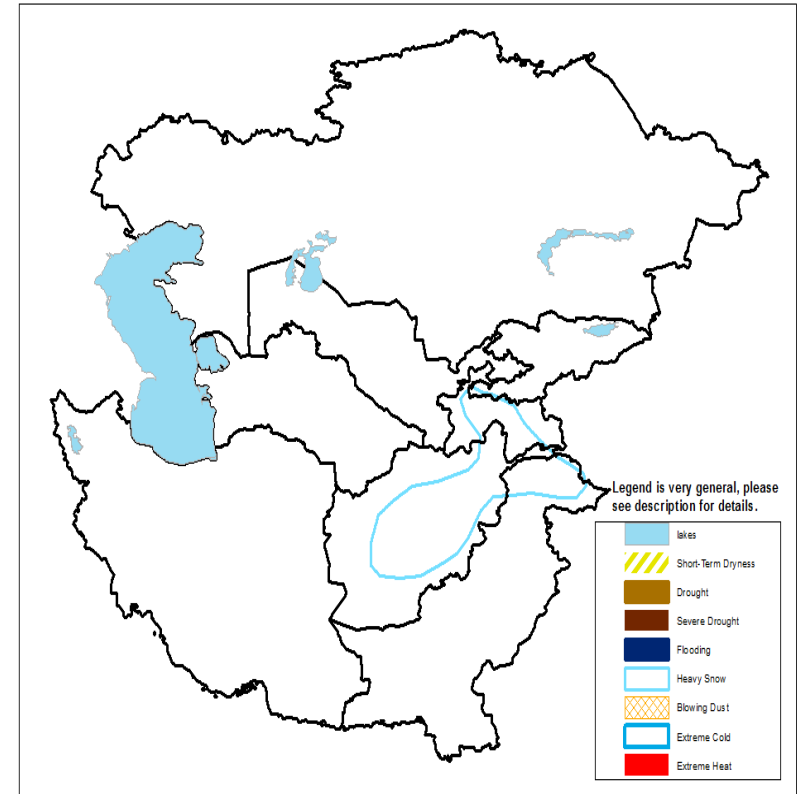 Legend is very general, please
see description for details.
lakes
Short-Term Dryness
Drought
Severe Drought
Flooding
Heavy Snow
Blowing Dust
Extreme Cold
Extreme Heat